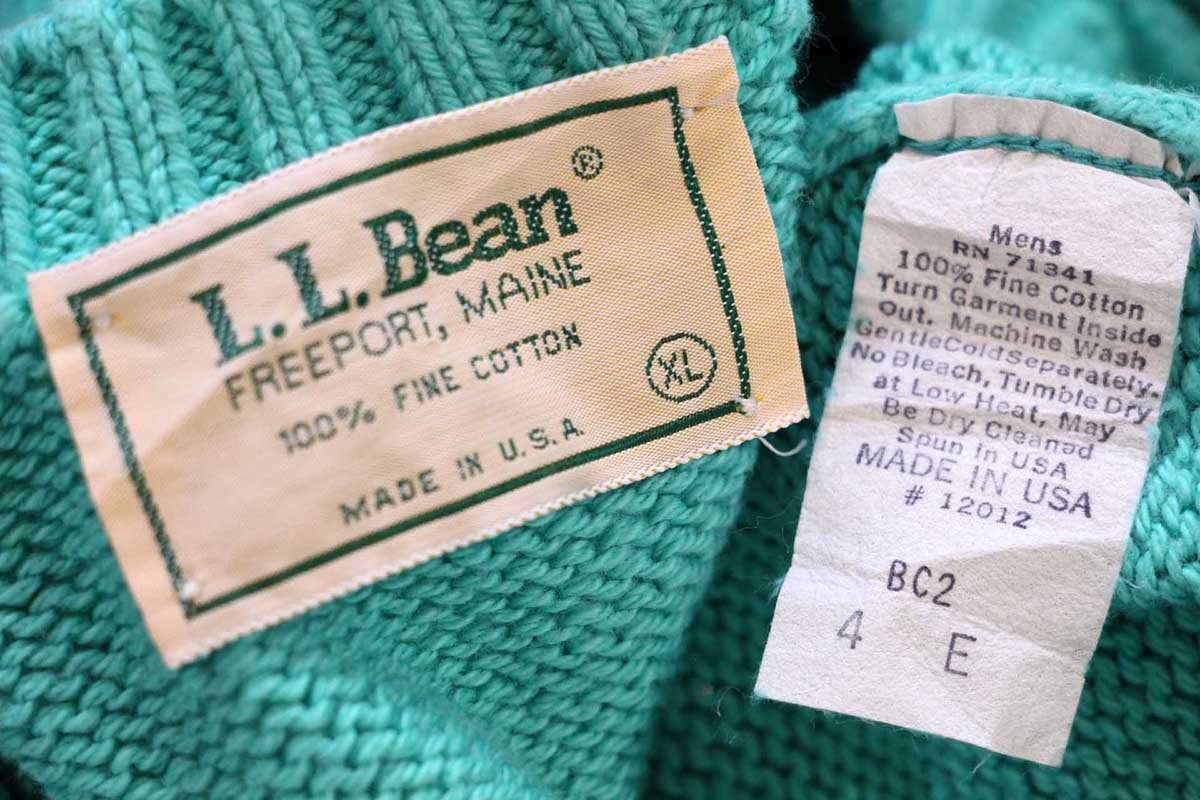 L.L.Bean®
FREEPORT, MAINE
100% FINE COTTON
XL
MADE IN U.S.A.
Mens
RN 71341
100% Fine Cotton
Turn Garment Inside
Out. Machine Wash
GentleColdSeparately.
No Bleach, Tumble Dry
at Low Heat, May
Be Dry Cleaned
Spun in USA
MADE IN USA
# 12012
BC2
4 E